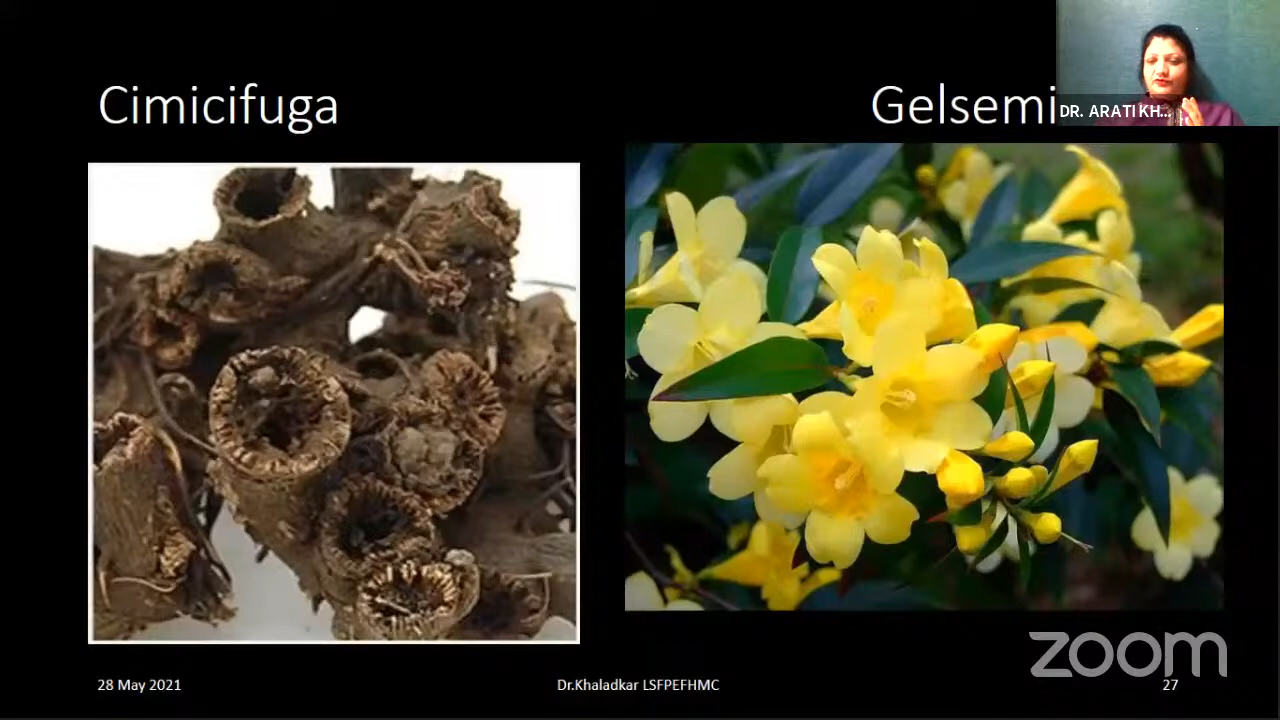 Cimicifuga
Gelsemi
DR. ARATI KH...
28 May 2021
Dr.Khaladkar LSFPEFHMC
27
zoom